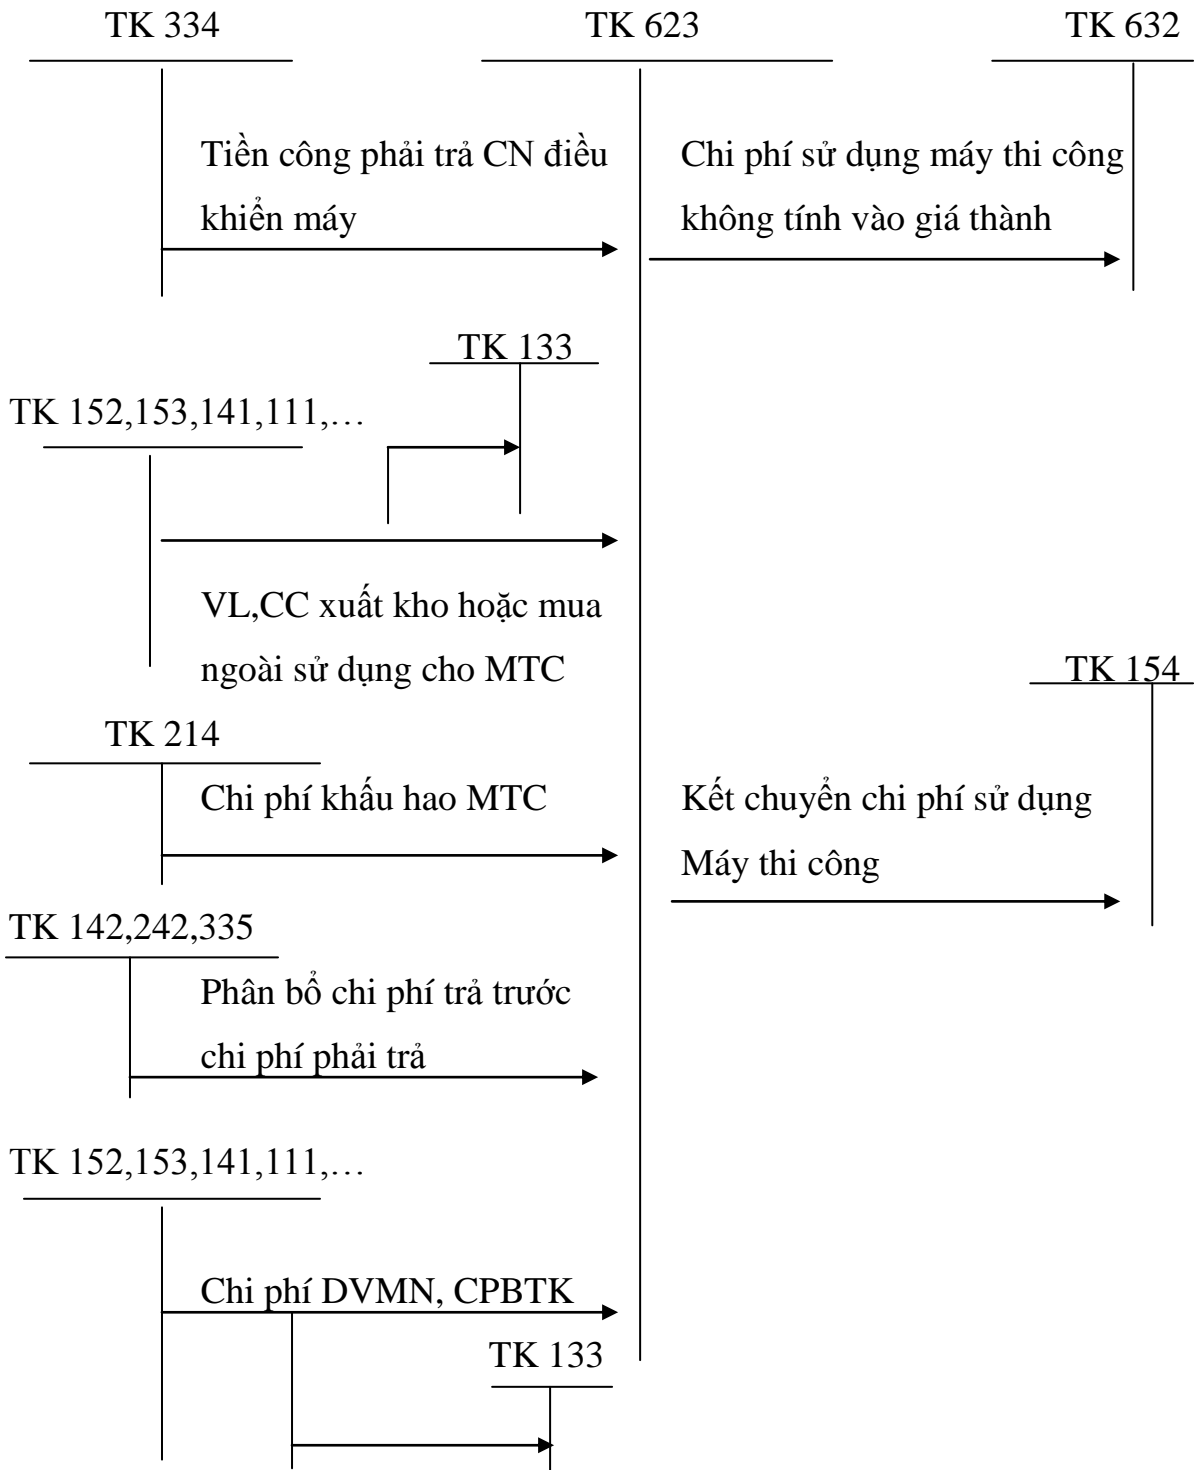 TK 334
TK 623
TK 632
Tiền công phải trả CN điều
khiển máy
Chi phí sử dụng máy thi công
không tính vào giá thành
TK 133
TK 152,153,141,111,…
VL,CC xuất kho hoặc mua
ngoài sử dụng cho MTC
TK 154
TK 214
Chi phí khấu hao MTC
Kết chuyển chi phí sử dụng
Máy thi công
TK 142,242,335
Phân bổ chi phí trả trước
chi phí phải trả
TK 152,153,141,111,…
Chi phí DVMN, CPBTK
TK 133